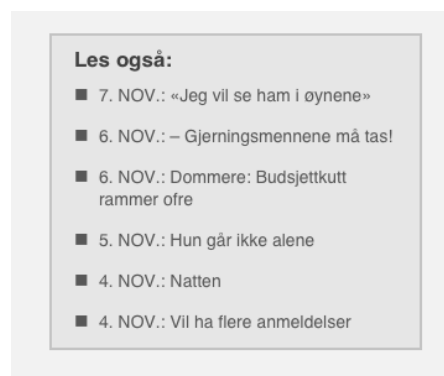 Les også:
■ 7. NOV.: «Jeg vil se ham i øynene»
■ 6. NOV.: – Gjerningsmennene må tas!
■ 6. NOV.: Dommere: Budsjettkutt
rammer ofre
■ 5. NOV.: Hun går ikke alene
■ 4. NOV.: Natten
■ 4. NOV.: Vil ha flere anmeldelser